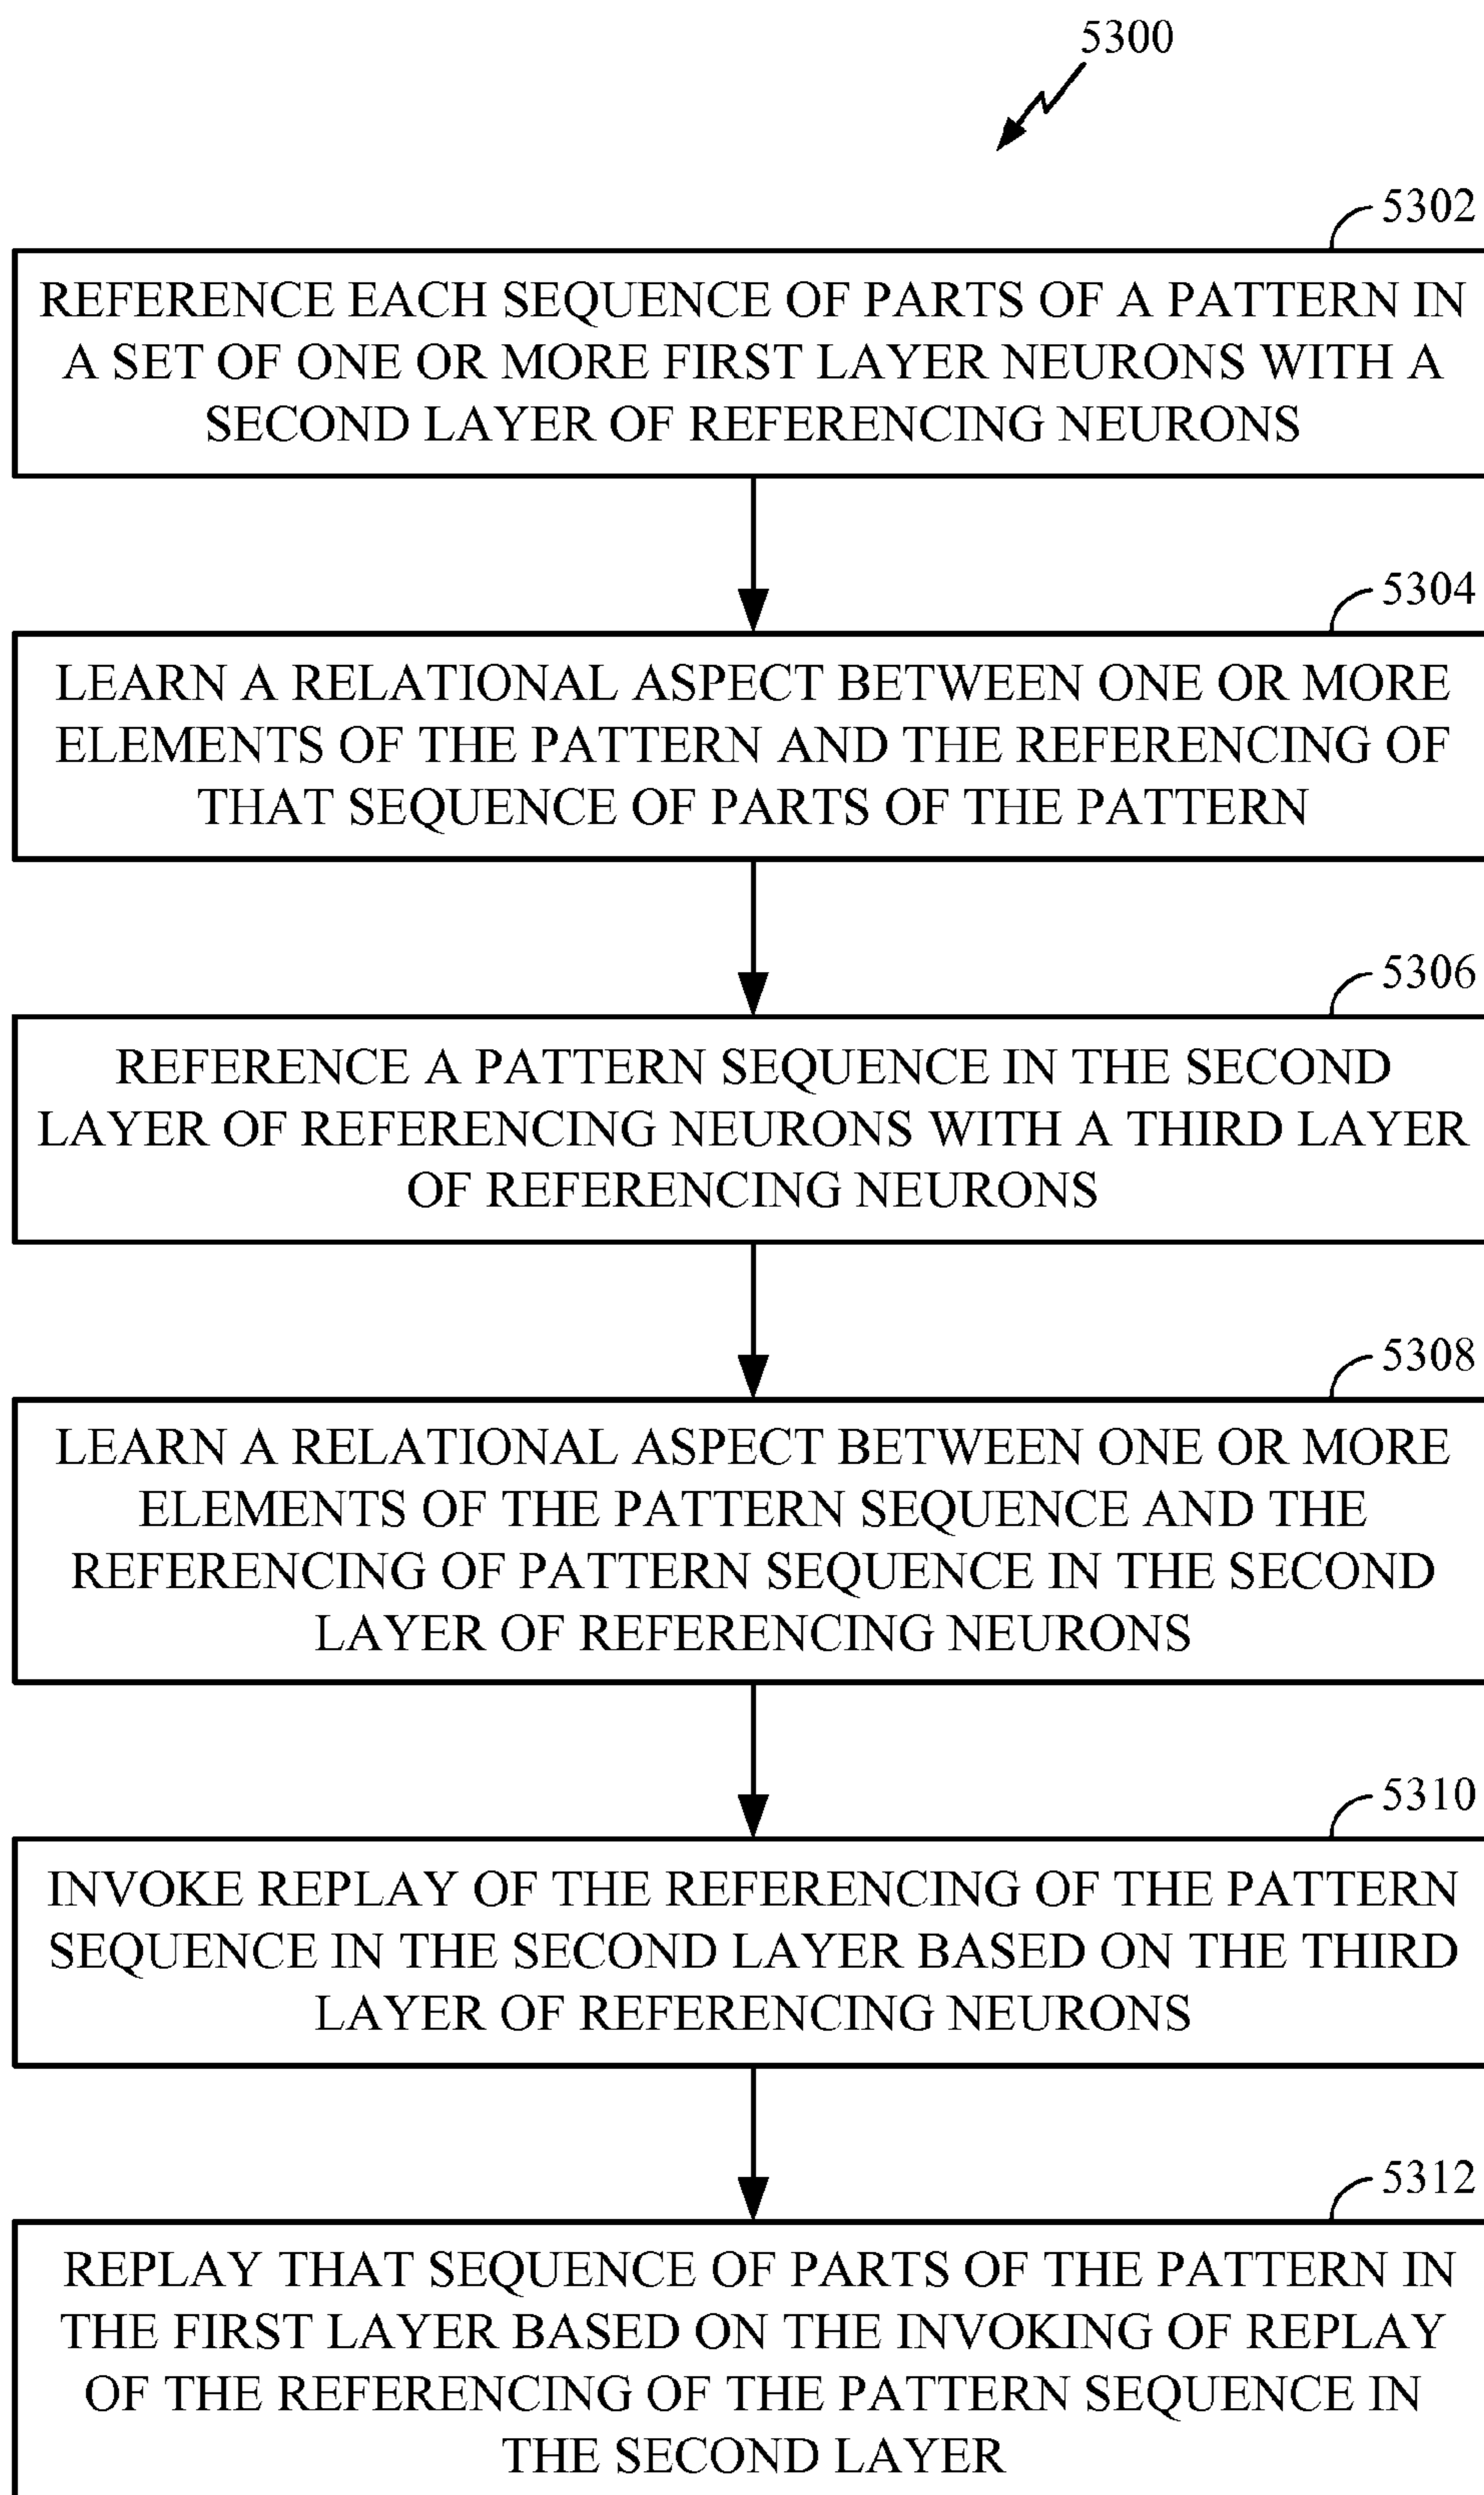 5300
5302
REFERENCE EACH SEQUENCE OF PARTS OF A PATTERN IN
A SET OF ONE OR MORE FIRST LAYER NEURONS WITH A
SECOND LAYER OF REFERENCING NEURONS
5304
LEARN A RELATIONAL ASPECT BETWEEN ONE OR MORE
ELEMENTS OF THE PATTERN AND THE REFERENCING OF
THAT SEQUENCE OF PARTS OF THE PATTERN
5306
REFERENCE A PATTERN SEQUENCE IN THE SECOND
LAYER OF REFERENCING NEURONS WITH A THIRD LAYER
OF REFERENCING NEURONS
5308
LEARN A RELATIONAL ASPECT BETWEEN ONE OR MORE
ELEMENTS OF THE PATTERN SEQUENCE AND THE
REFERENCING OF PATTERN SEQUENCE IN THE SECOND
LAYER OF REFERENCING NEURONS
5310
INVOKE REPLAY OF THE REFERENCING OF THE PATTERN
SEQUENCE IN THE SECOND LAYER BASED ON THE THIRD
LAYER OF REFERENCING NEURONS
5312
REPLAY THAT SEQUENCE OF PARTS OF THE PATTERN IN
THE FIRST LAYER BASED ON THE INVOKING OF REPLAY
OF THE REFERENCING OF THE PATTERN SEQUENCE IN
THE SECOND LAYER